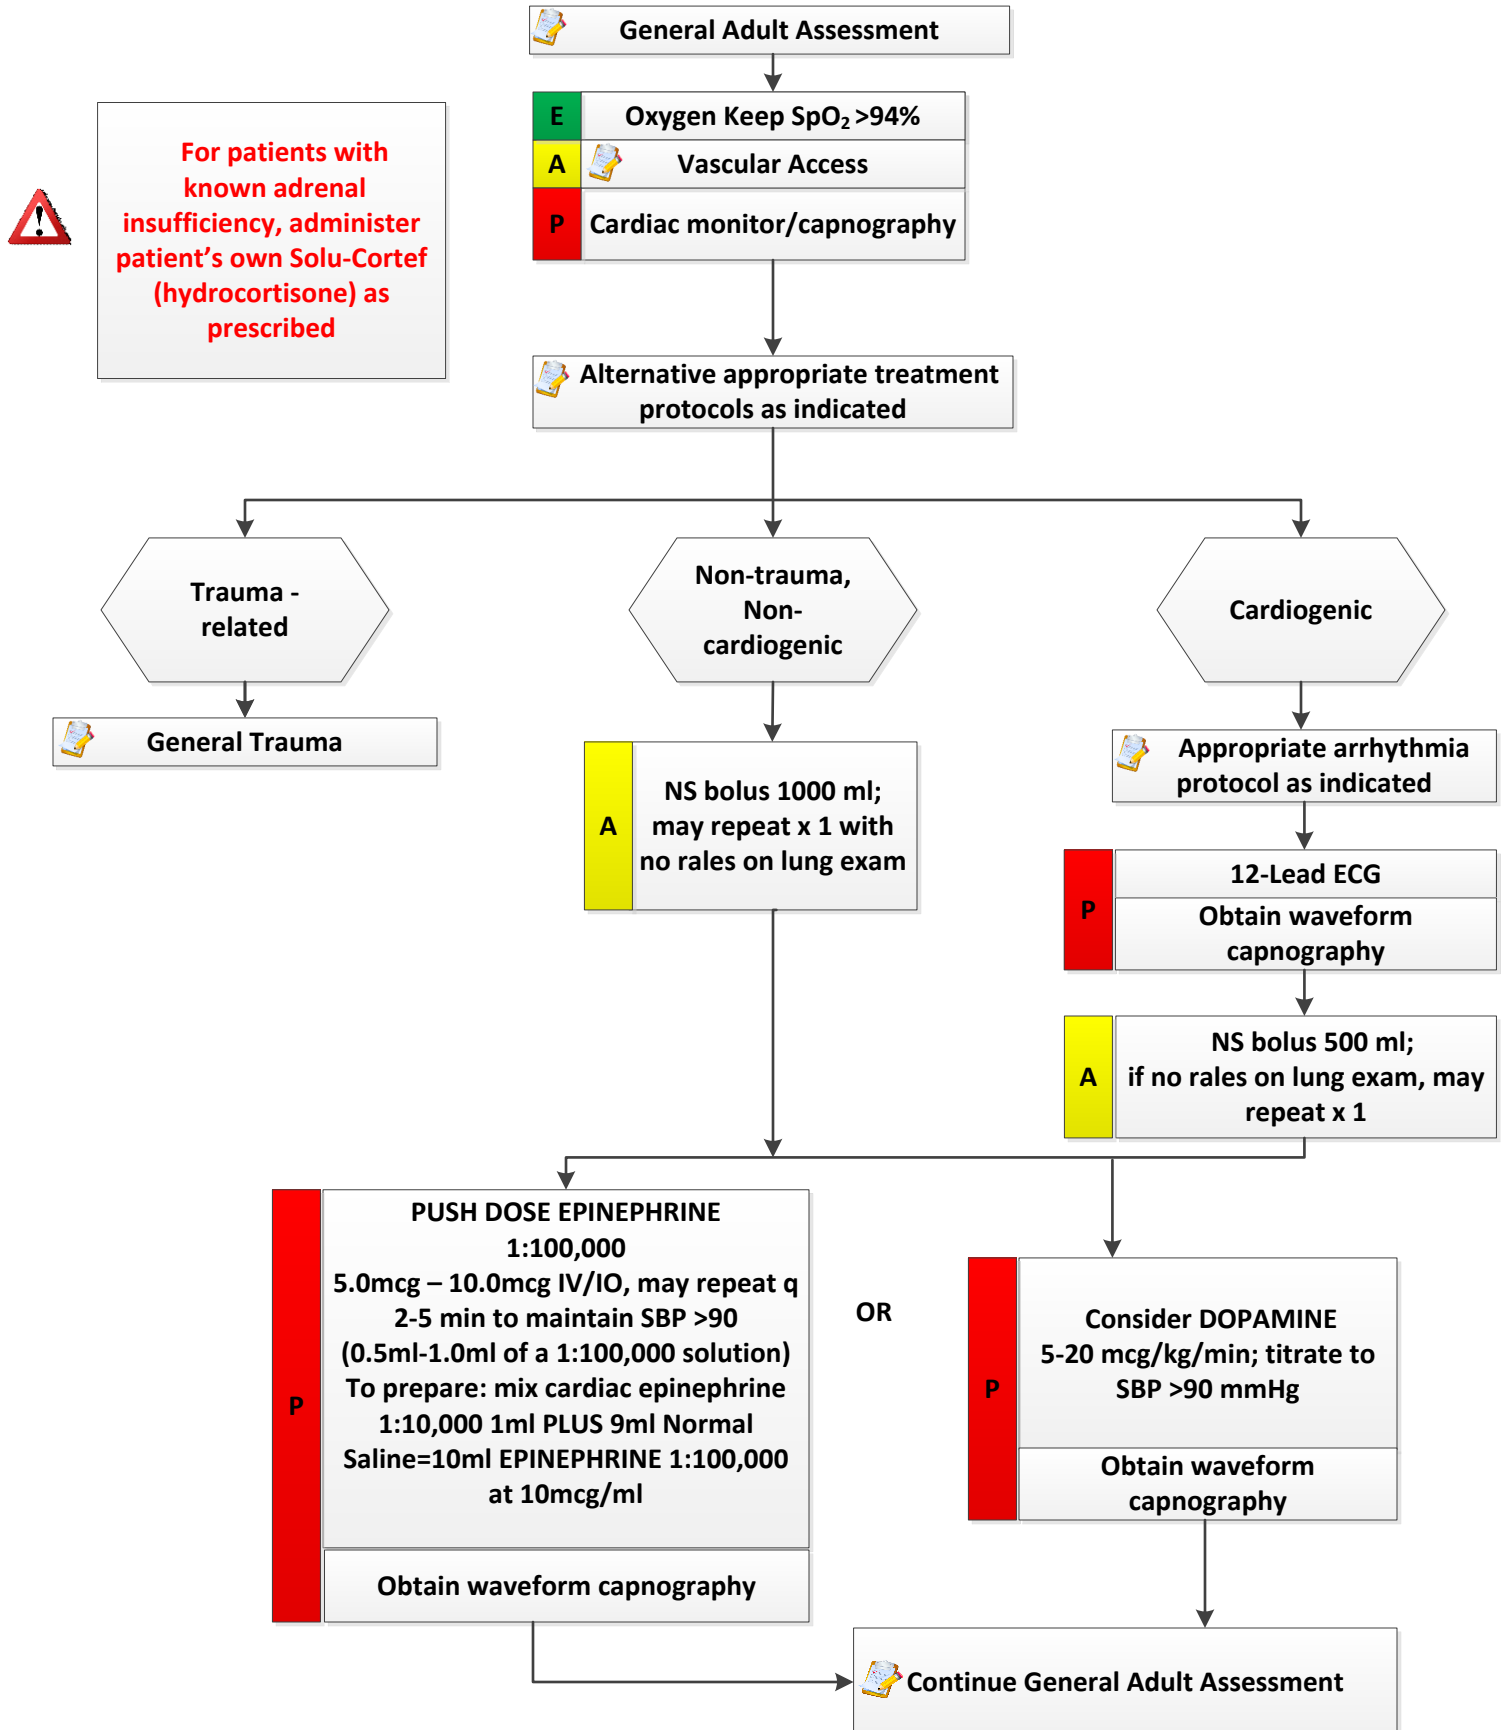 General Adult Assessment
E
Oxygen Keep SpO₂ >94%
A
Vascular Access
P
Cardiac monitor/capnography
For patients with
known adrenal
insufficiency, administer
patient's own Solu-Cortef
(hydrocortisone) as
prescribed
!
Alternative appropriate treatment
protocols as indicated
Trauma -
related
General Trauma
Non-trauma,
Non-
cardiogenic
A
NS bolus 1000 ml;
may repeat x 1 with
no rales on lung exam
Cardiogenic
Appropriate arrhythmia
protocol as indicated
P
12-Lead ECG
Obtain waveform
capnography
A
NS bolus 500 ml;
if no rales on lung exam, may
repeat x 1
P
PUSH DOSE EPINEPHRINE
1:100,000
5.0mcg – 10.0mcg IV/IO, may repeat q
2-5 min to maintain SBP >90
(0.5ml-1.0ml of a 1:100,000 solution)
To prepare: mix cardiac epinephrine
1:10,000 1ml PLUS 9ml Normal
Saline=10ml EPINEPHRINE 1:100,000
at 10mcg/ml
Obtain waveform capnography
OR
P
Consider DOPAMINE
5-20 mcg/kg/min; titrate to
SBP >90 mmHg
Obtain waveform
capnography
Continue General Adult Assessment